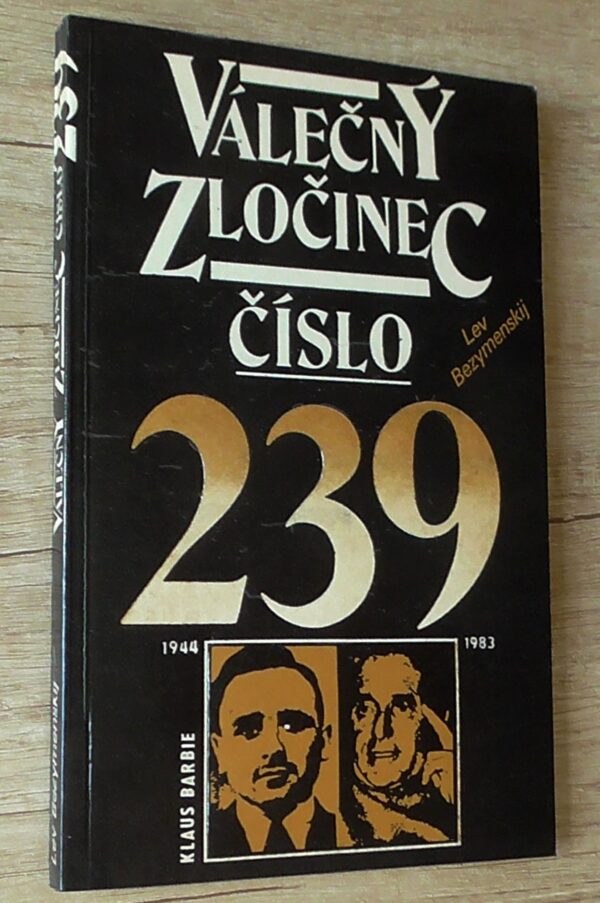 VÁLEČNÝ
ZLOČINEC
ČÍSLO
Lev
Bezymenskij
239
1944
1983
KLAUS BARBIE
VÁLEČNÝ ZLOČINEC ČÍSLO 239
Lev Bezymenskij